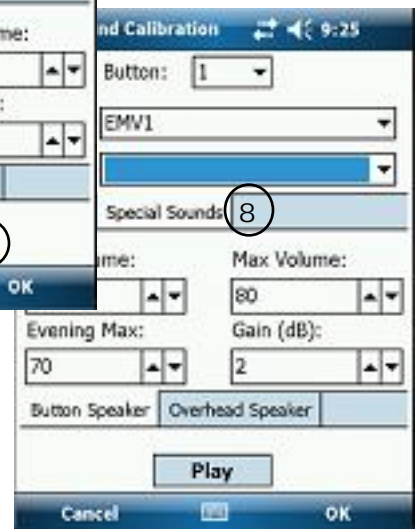 me:
:
OK
nd Calibration 9:25
Button: 1
EMV1
Special Sounds 8
ume: Max Volume:
80
Evening Max: Gain (dB):
70 2
Button Speaker Overhead Speaker
Play
Cancel OK